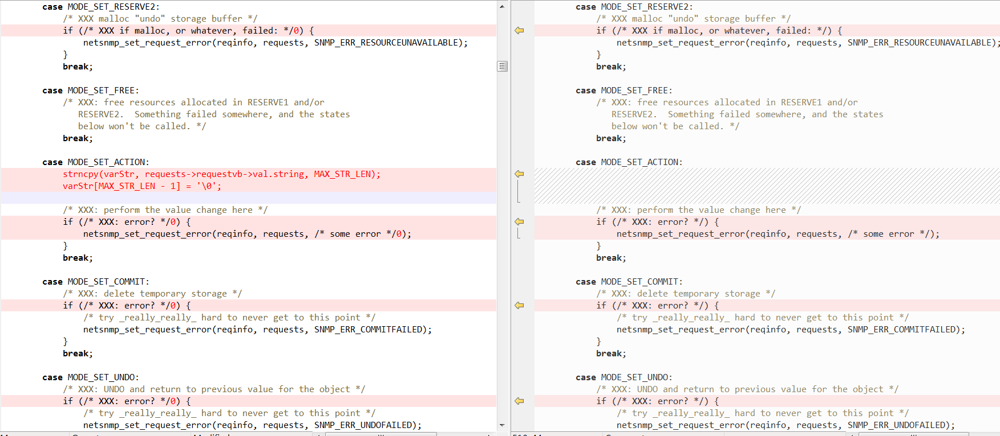 case MODE_SET_RESERVE2:
/* XXX malloc "undo" storage buffer */
if (/* XXX if malloc, or whatever, failed: */0) {
netsnmp_set_request_error(reqinfo, requests, SNMP_ERR_RESOURCEUNAVAILABLE);
}
break;
case MODE_SET_FREE:
/* XXX: free resources allocated in RESERVE1 and/or
RESERVE2.  Something failed somewhere, and the states
below won't be called. */
break;
case MODE_SET_ACTION:
strncpy(varStr, requests->requestvb->val.string, MAX_STR_LEN);
varStr[MAX_STR_LEN - 1] = '\0';
/* XXX: perform the value change here */
if (/* XXX: error? */0) {
netsnmp_set_request_error(reqinfo, requests, /* some error */0);
}
break;
case MODE_SET_COMMIT:
/* XXX: delete temporary storage */
if (/* XXX: error? */0) {
/* try _really_really_ hard to never get to this point */
netsnmp_set_request_error(reqinfo, requests, SNMP_ERR_COMMITFAILED);
}
break;
case MODE_SET_UNDO:
/* XXX: UNDO and return to previous value for the object */
if (/* XXX: error? */0) {
/* try _really_really_ hard to never get to this point */
netsnmp_set_request_error(reqinfo, requests, SNMP_ERR_UNDOFAILED);
case MODE_SET_RESERVE2:
/* XXX malloc "undo" storage buffer */
if (/* XXX if malloc, or whatever, failed: */) {
netsnmp_set_request_error(reqinfo, requests, SNMP_ERR_RESOURCEUNAVAILABLE);
}
break;
case MODE_SET_FREE:
/* XXX: free resources allocated in RESERVE1 and/or
RESERVE2.  Something failed somewhere, and the states
below won't be called. */
break;
case MODE_SET_ACTION:
/* XXX: perform the value change here */
if (/* XXX: error? */) {
netsnmp_set_request_error(reqinfo, requests, /* some error */);
}
break;
case MODE_SET_COMMIT:
/* XXX: delete temporary storage */
if (/* XXX: error? */) {
/* try _really_really_ hard to never get to this point */
netsnmp_set_request_error(reqinfo, requests, SNMP_ERR_COMMITFAILED);
}
break;
case MODE_SET_UNDO:
/* XXX: UNDO and return to previous value for the object */
if (/* XXX: error? */) {
/* try _really_really_ hard to never get to this point */
netsnmp_set_request_error(reqinfo, requests, SNMP_ERR_UNDOFAILED);